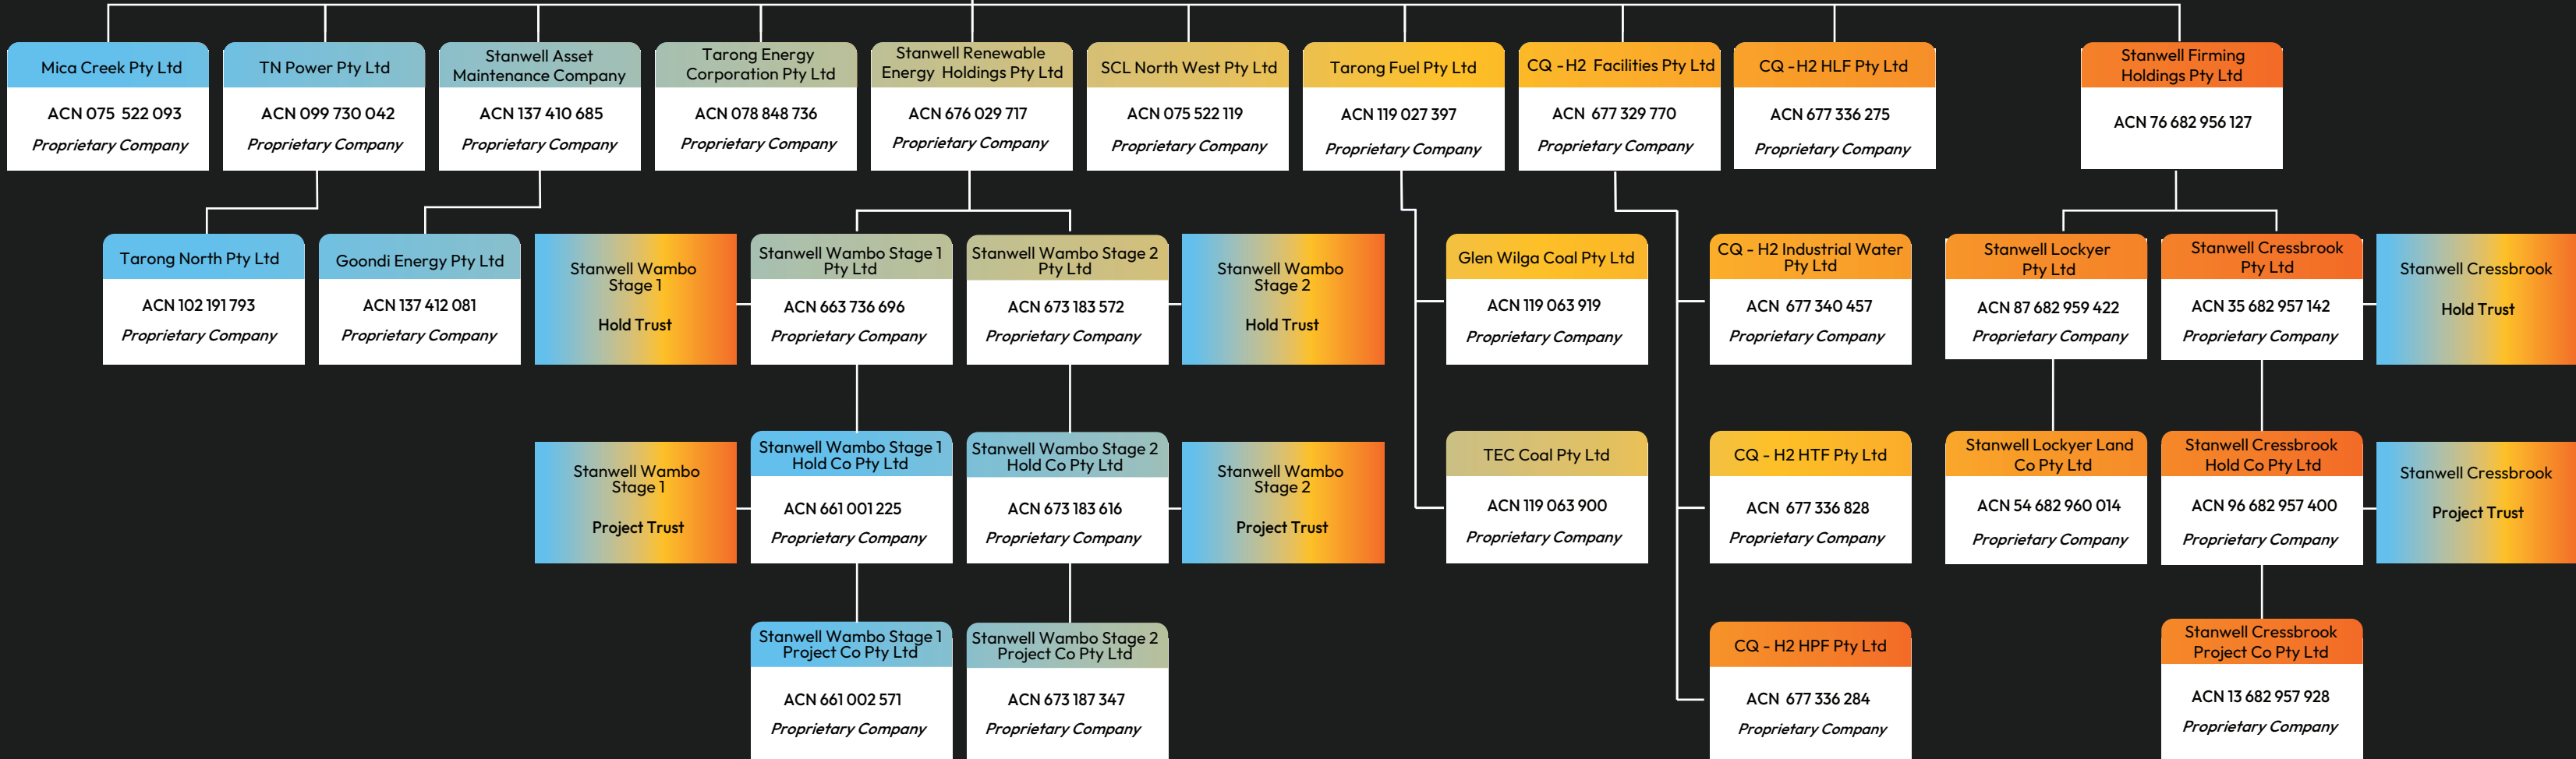 Mica Creek Pty Ltd
ACN 075 522 093
Proprietary Company
TN Power Pty Ltd
ACN 099 730 042
Proprietary Company
Stanwell Asset
Maintenance Company
ACN 137 410 685
Proprietary Company
Tarong Energy
Corporation Pty Ltd
ACN 078 848 736
Proprietary Company
Stanwell Renewable
Energy Holdings Pty Ltd
ACN 676 029 717
Proprietary Company
SCL North West Pty Ltd
ACN 075 522 119
Proprietary Company
Tarong Fuel Pty Ltd
ACN 119 027 397
Proprietary Company
CQ -H2 Facilities Pty Ltd
ACN 677 329 770
Proprietary Company
CQ -H2 HLF Pty Ltd
ACN 677 336 275
Proprietary Company
Stanwell Firming
Holdings Pty Ltd
ACN 76 682 956 127
Tarong North Pty Ltd
ACN 102 191 793
Proprietary Company
Goondi Energy Pty Ltd
ACN 137 412 081
Proprietary Company
Stanwell Wambo
Stage 1
Hold Trust
Stanwell Wambo Stage 1
Pty Ltd
ACN 663 736 696
Proprietary Company
Stanwell Wambo Stage 2
Pty Ltd
ACN 673 183 572
Proprietary Company
Stanwell Wambo
Stage 2
Hold Trust
Glen Wilga Coal Pty Ltd
ACN 119 063 919
Proprietary Company
CQ - H2 Industrial Water
Pty Ltd
ACN 677 340 457
Proprietary Company
Stanwell Lockyer
Pty Ltd
ACN 87 682 959 422
Proprietary Company
Stanwell Cressbrook
Pty Ltd
ACN 35 682 957 142
Proprietary Company
Stanwell Cressbrook
Hold Trust
Stanwell Wambo
Stage 1
Project Trust
Stanwell Wambo Stage 1
Hold Co Pty Ltd
ACN 661 001 225
Proprietary Company
Stanwell Wambo Stage 2
Hold Co Pty Ltd
ACN 673 183 616
Proprietary Company
Stanwell Wambo
Stage 2
Project Trust
TEC Coal Pty Ltd
ACN 119 063 900
Proprietary Company
CQ - H2 HTF Pty Ltd
ACN 677 336 828
Proprietary Company
Stanwell Lockyer Land
Co Pty Ltd
ACN 54 682 960 014
Proprietary Company
Stanwell Cressbrook
Hold Co Pty Ltd
ACN 96 682 957 400
Proprietary Company
Stanwell Cressbrook
Project Trust
Stanwell Wambo Stage 1
Project Co Pty Ltd
ACN 661 002 571
Proprietary Company
Stanwell Wambo Stage 2
Project Co Pty Ltd
ACN 673 187 347
Proprietary Company
CQ - H2 HPF Pty Ltd
ACN 677 336 284
Proprietary Company
Stanwell Cressbrook
Project Co Pty Ltd
ACN 13 682 957 928
Proprietary Company